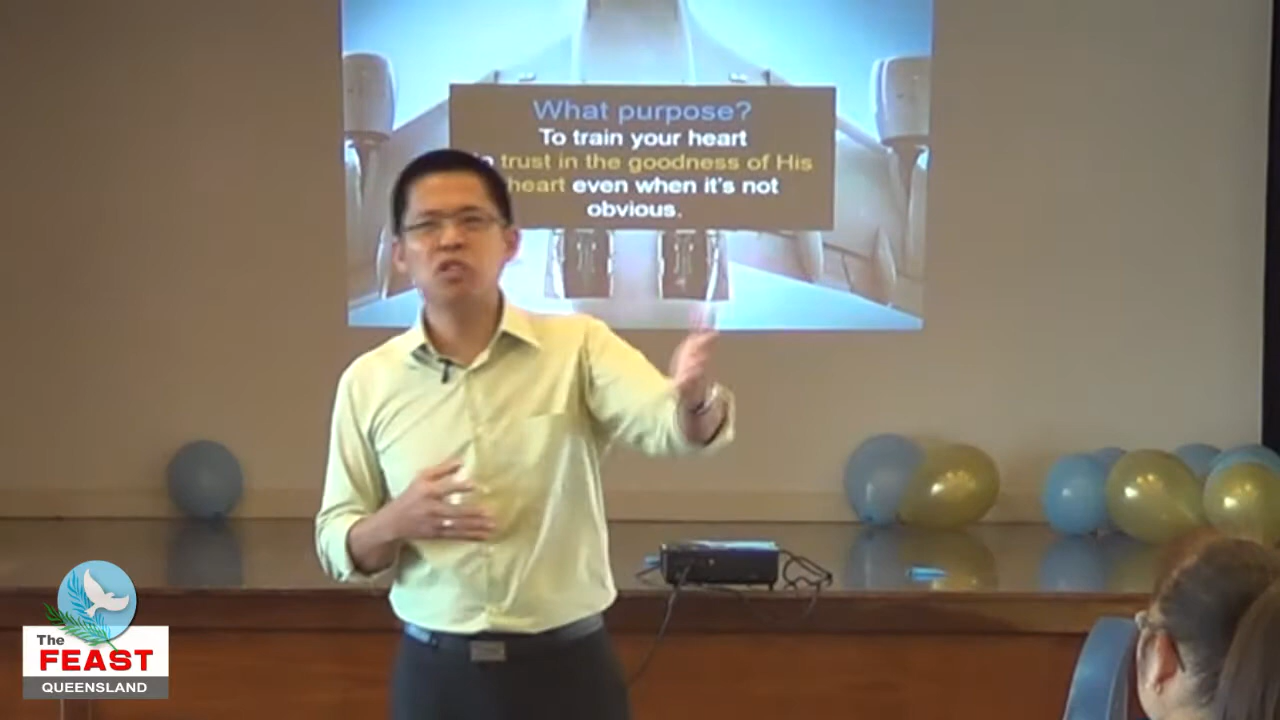 What purpose?
To train your heart
trust in the goodness of His
heart even when it's not
obvious.
The
FEAST
QUEENSLAND